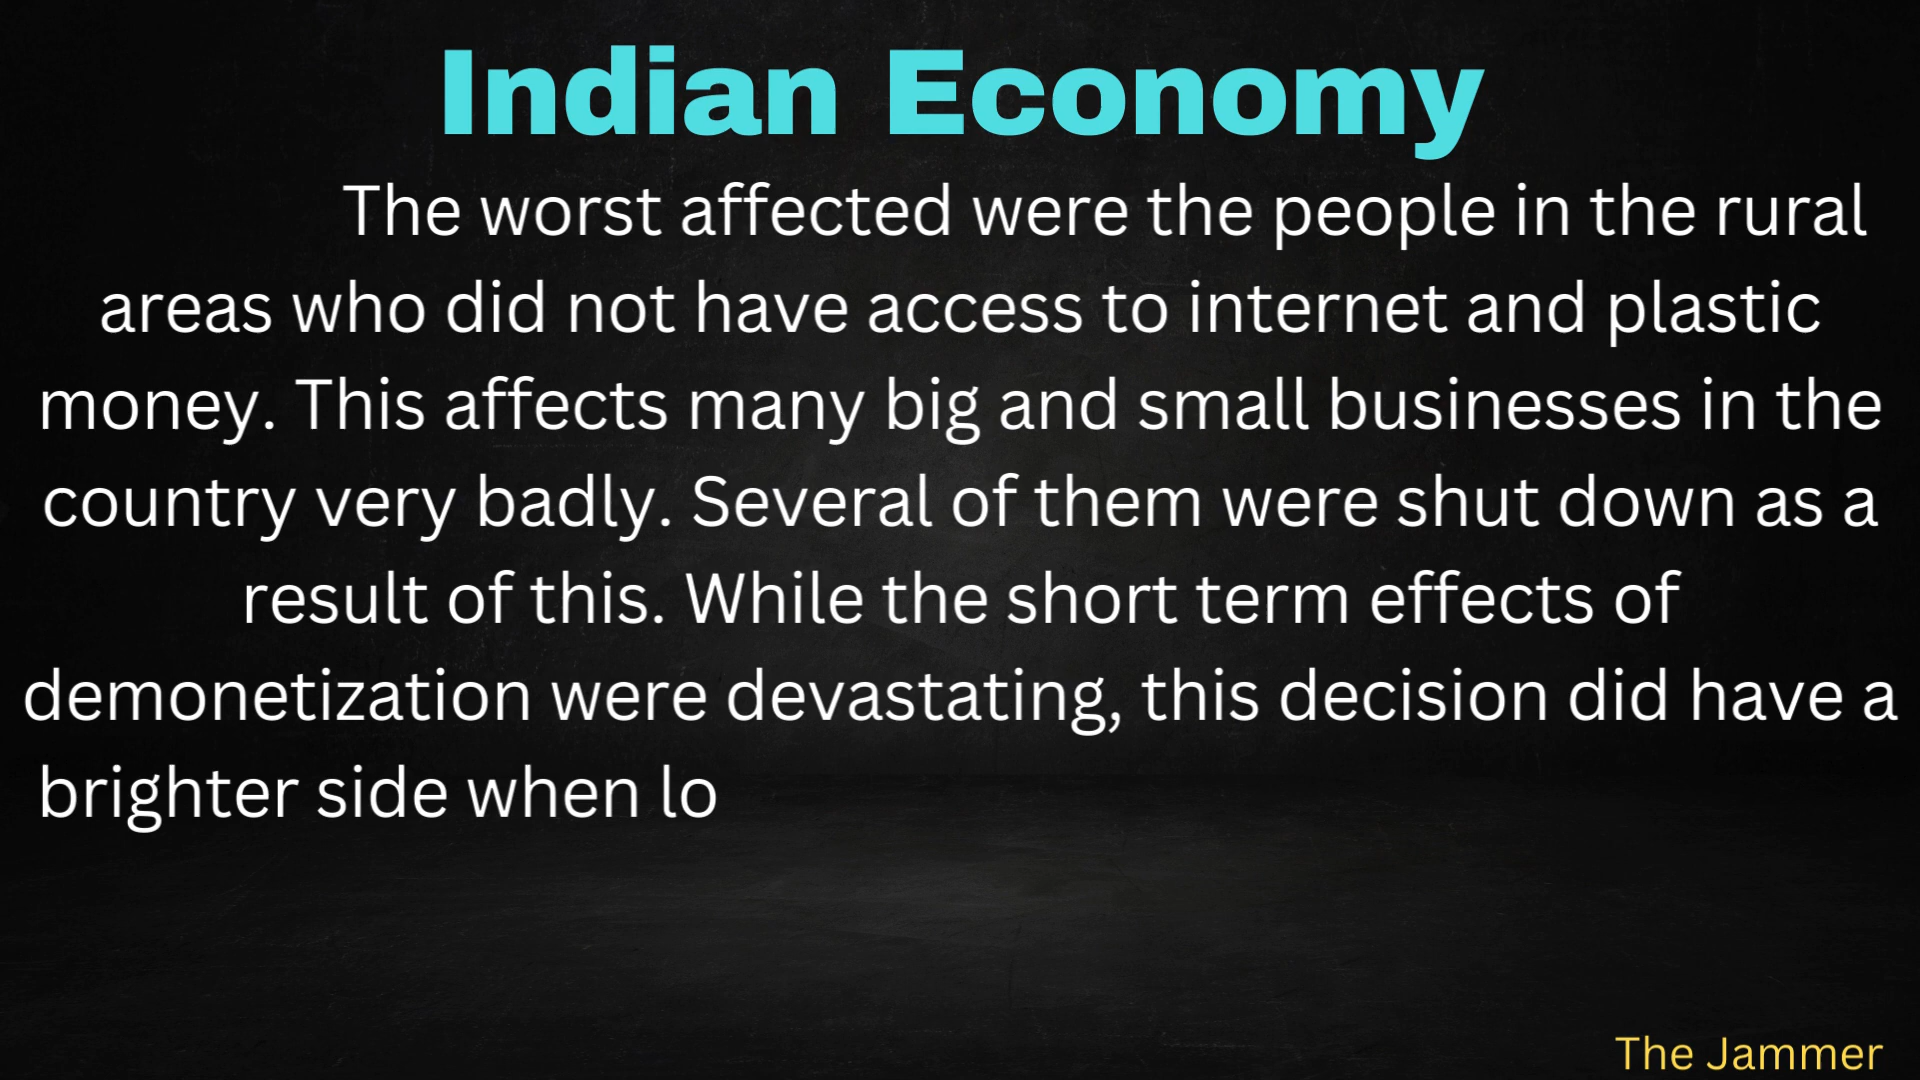 Indian Economy
The worst affected were the people in the rural
areas who did not have access to internet and plastic
money. This affects many big and small businesses in the
country very badly. Several of them were shut down as a
result of this. While the short term effects of
demonetization were devastating, this decision did have a
brighter side when lo
The Jammer